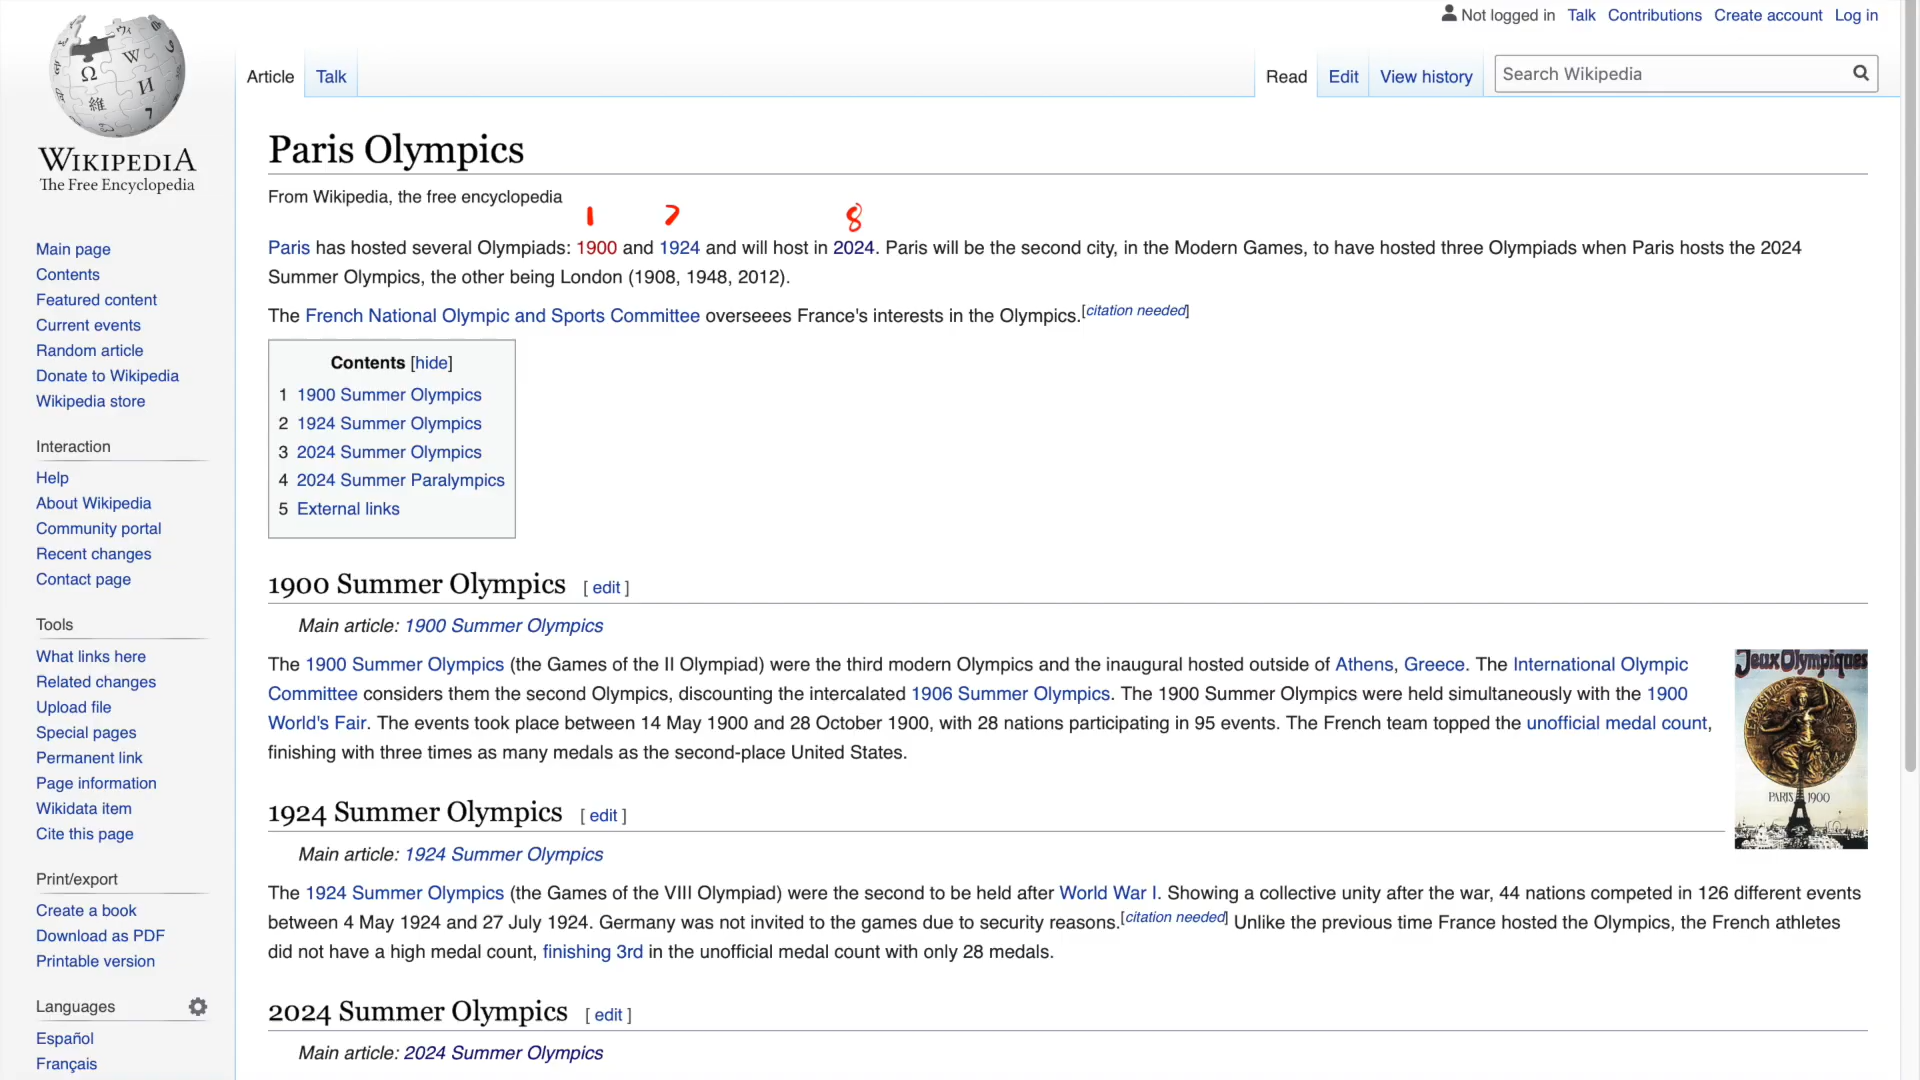 Not logged in Talk Contributions Create account Log in
Article Talk Read Edit View history Search Wikipedia
WIKIPEDIA
The Free Encyclopedia
Main page
Contents
Featured content
Current events
Random article
Donate to Wikipedia
Wikipedia store
Interaction
Help
About Wikipedia
Community portal
Recent changes
Contact page
Tools
What links here
Related changes
Upload file
Special pages
Permanent link
Page information
Wikidata item
Cite this page
Print/export
Create a book
Download as PDF
Printable version
Languages
Español
Français
Paris Olympics
From Wikipedia, the free encyclopedia
1 7 8
Paris has hosted several Olympiads: 1900 and 1924 and will host in 2024. Paris will be the second city, in the Modern Games, to have hosted three Olympiads when Paris hosts the 2024
Summer Olympics, the other being London (1908, 1948, 2012).
The French National Olympic and Sports Committee overseees France's interests in the Olympics.[citation needed]
Contents [hide]
1 1900 Summer Olympics
2 1924 Summer Olympics
3 2024 Summer Olympics
4 2024 Summer Paralympics
5 External links
1900 Summer Olympics [ edit ]
Main article: 1900 Summer Olympics
The 1900 Summer Olympics (the Games of the II Olympiad) were the third modern Olympics and the inaugural hosted outside of Athens, Greece. The International Olympic
Committee considers them the second Olympics, discounting the intercalated 1906 Summer Olympics. The 1900 Summer Olympics were held simultaneously with the 1900
World's Fair. The events took place between 14 May 1900 and 28 October 1900, with 28 nations participating in 95 events. The French team topped the unofficial medal count,
finishing with three times as many medals as the second-place United States.
Jeux Olympiques
PARIS 1900
1924 Summer Olympics [ edit ]
Main article: 1924 Summer Olympics
The 1924 Summer Olympics (the Games of the VIII Olympiad) were the second to be held after World War I. Showing a collective unity after the war, 44 nations competed in 126 different events
between 4 May 1924 and 27 July 1924. Germany was not invited to the games due to security reasons.[citation needed] Unlike the previous time France hosted the Olympics, the French athletes
did not have a high medal count, finishing 3rd in the unofficial medal count with only 28 medals.
2024 Summer Olympics [ edit ]
Main article: 2024 Summer Olympics